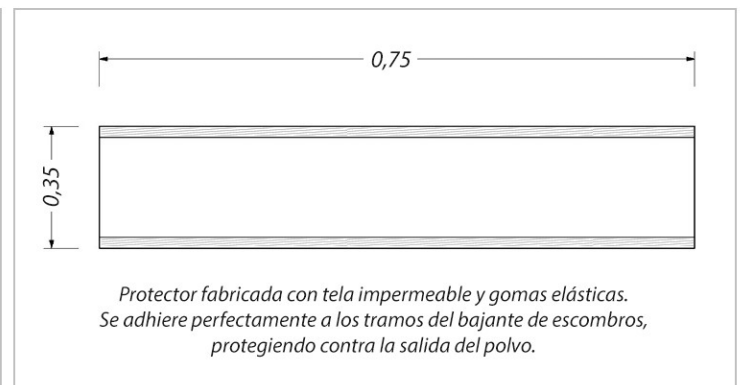 0,75
0,35
Protector fabricada con tela impermeable y gomas elásticas.
Se adhiere perfectamente a los tramos del bajante de escombros,
protegiendo contra la salida del polvo.